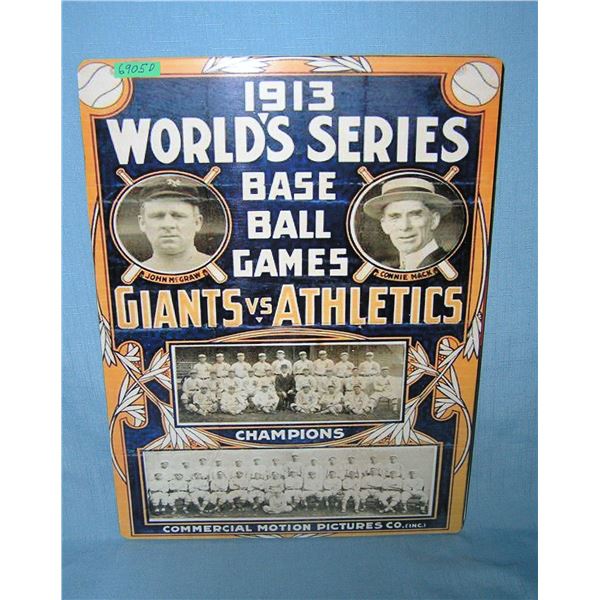 6905D
1913
WORLD'S SERIES
BASE
BALL
GAMES
JOHN McGRAW
CONNIE MACK
GIANTS VS ATHLETICS
CHAMPIONS
COMMERCIAL MOTION PICTURES CO. (INC.)